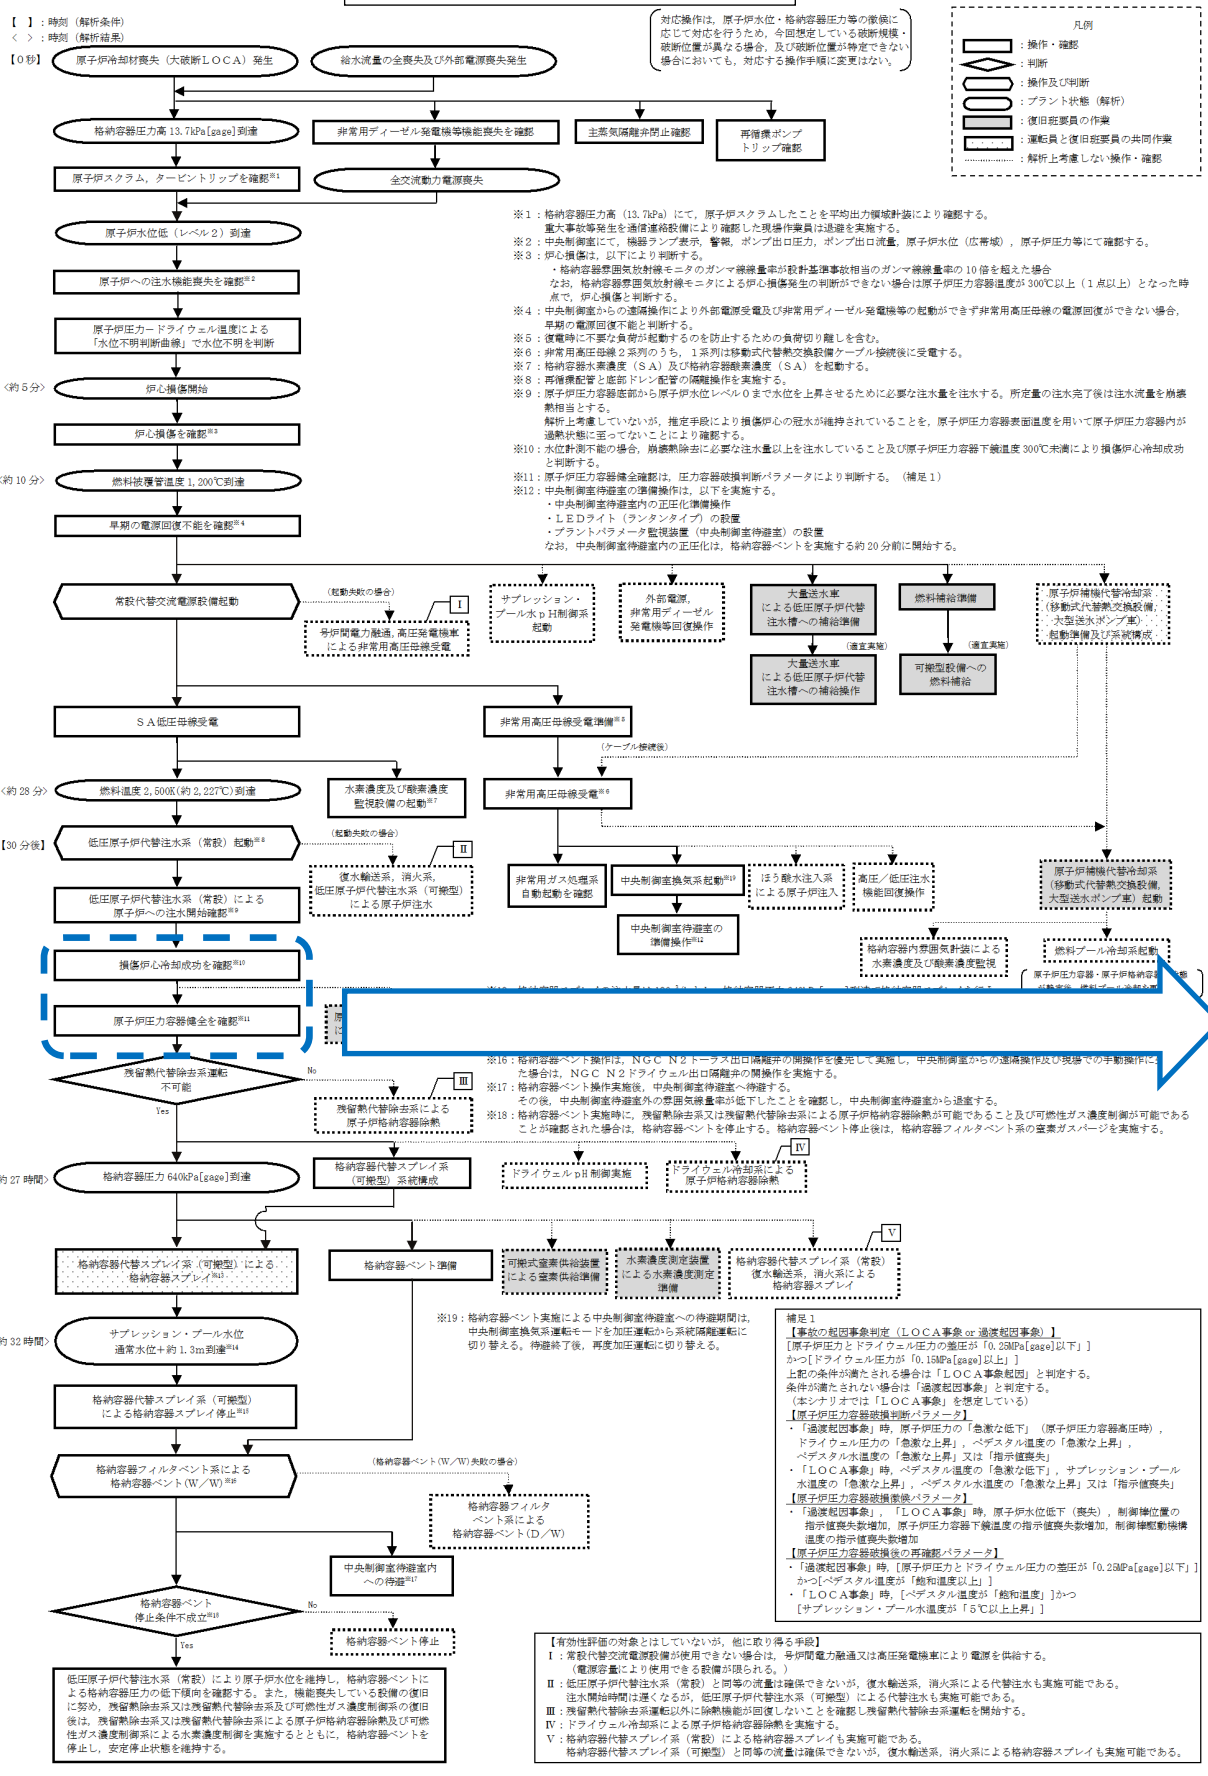 【　】：時刻（解析条件）
＜　＞：時刻（解析結果）
対応操作は，原子炉水位・格納容器圧力等の徴候に
応じて対応を行うため，今回想定している破断規模・
破断位置が異なる場合，及び破断位置が特定できない
場合においても，対応する操作手順に変更はない。
凡例
：操作・確認
：判断
：操作及び判断
：プラント状態（解析）
：復旧班要員の作業
：運転員と復旧班要員の共同作業
：解析上考慮しない操作・確認
【０秒】
原子炉冷却材喪失（大破断ＬＯＣＡ）発生
給水流量の全喪失及び外部電源喪失発生
格納容器圧力高 13.7kPa[gage]到達
非常用ディーゼル発電機等機能喪失を確認
主蒸気隔離弁閉止確認
再循環ポンプ
トリップ確認
原子炉スクラム，タービントリップを確認※1
全交流動力電源喪失
原子炉水位低（レベル２）到達
原子炉への注水機能喪失を確認※2
原子炉圧力－ドライウェル温度による
「水位不明判断曲線」で水位不明を判断
＜約５分＞
炉心損傷開始
炉心損傷を確認※3
約 10 分＞
燃料被覆管温度 1,200℃到達
早期の電源回復不能を確認※4
※１：格納容器圧力高（13.7kPa）にて，原子炉スクラムしたことを平均出力領域計装により確認する。
重大事故等発生を通信連絡設備により確認した現場作業員は退避を実施する。
※２：中央制御室にて，機器ランプ表示，警報，ポンプ出口圧力，ポンプ出口流量，原子炉水位（広帯域），原子炉圧力等にて確認する。
※３：炉心損傷は，以下により判断する。
・格納容器雰囲気放射線モニタのガンマ線線量率が設計基準事故相当のガンマ線線量率の 10 倍を超えた場合
なお，格納容器雰囲気放射線モニタによる炉心損傷発生の判断ができない場合は原子炉圧力容器温度が 300℃以上（１点以上）となった時
点で，炉心損傷と判断する。
※４：中央制御室からの遠隔操作により外部電源受電及び非常用ディーゼル発電機等の起動ができず非常用高圧母線の電源回復ができない場合，
早期の電源回復不能と判断する。
※５：復電時に不要な負荷が起動するのを防止するための負荷切り離しを含む。
※６：非常用高圧母線２系列のうち，１系列は移動式代替熱交換設備ケーブル接続後に受電する。
※７：格納容器水素濃度（ＳＡ）及び格納容器酸素濃度（ＳＡ）を起動する。
※８：再循環配管と底部ドレン配管の隔離操作を実施する。
※９：原子炉圧力容器底部から原子炉水位レベル０まで水位を上昇させるために必要な注水量を注水する。所定量の注水完了後は注水流量を崩壊
熱相当とする。
解析上考慮していないが，推定手段により損傷炉心の冠水が維持されていることを，原子炉圧力容器表面温度を用いて原子炉圧力容器内が
過熱状態に至ってないことにより確認する。
※10：水位計測不能の場合，崩壊熱除去に必要な注水量以上を注水していること及び原子炉圧力容器下鏡温度 300℃未満により損傷炉心冷却成功
と判断する。
※11：原子炉圧力容器健全確認は，圧力容器破損判断パラメータにより判断する。（補足１）
※12：中央制御室待避室の準備操作は，以下を実施する。
・中央制御室待避室内の正圧化準備操作
・ＬＥＤライト（ランタンタイプ）の設置
・プラントパラメータ監視装置（中央制御室待避室）の設置
なお，中央制御室待避室内の正圧化は，格納容器ベントを実施する約 20 分前に開始する。
常設代替交流電源設備起動
（起動失敗の場合）
Ⅰ
号炉間電力融通，高圧発電機車
による非常用高圧母線受電
サプレッション・
プール水ｐＨ制御系
起動
外部電源，
非常用ディーゼル
発電機等回復操作
大量送水車
による低圧原子炉代替
注水槽への補給準備
（適宜実施）
大量送水車
による低圧原子炉代替
注水槽への補給操作
燃料補給準備
（適宜実施）
可搬型設備への
燃料補給
原子炉補機代替冷却系
(移動式代替熱交換設備,
大型送水ポンプ車)
起動準備及び系統構成
ＳＡ低圧母線受電
非常用高圧母線受電準備※5
（ケーブル接続後）
＜約 28 分＞
燃料温度 2,500K(約 2,227℃)到達
水素濃度及び酸素濃度
監視設備の起動※7
非常用高圧母線受電※6
【30 分後】
低圧原子炉代替注水系（常設）起動※8
（起動失敗の場合）
Ⅱ
復水輸送系，消火系，
低圧原子炉代替注水系（可搬型）
による原子炉注水
非常用ガス処理系
自動起動を確認
中央制御室換気系起動※19
ほう酸水注入系
による原子炉注入
高圧／低圧注水
機能回復操作
原子炉補機代替冷却系
(移動式代替熱交換設備,
大型送水ポンプ車) 起動
低圧原子炉代替注水系（常設）による
原子炉への注水開始確認※9
中央制御室待避室の
準備操作※12
格納容器内雰囲気計装による
水素濃度及び酸素濃度監視
燃料プール冷却系起動
損傷炉心冷却成功を確認※10
原子炉圧力容器健全を確認※11
残留熱代替除去系運転
不可能
No
Yes
Ⅲ
残留熱代替除去系による
原子炉格納容器除熱
※16：格納容器ベント操作は，ＮＧＣ Ｎ２トーラス出口隔離弁の開操作を優先して実施し，中央制御室からの遠隔操作及び現場での手動操作に
た場合は，ＮＧＣ Ｎ２ドライウェル出口隔離弁の開操作を実施する。
※17：格納容器ベント操作実施後，中央制御室待避室へ待避する。
その後，中央制御室待避室外の雰囲気線量率が低下したことを確認し，中央制御室待避室から退室する。
※18：格納容器ベント実施時に，残留熱除去系又は残留熱代替除去系による原子炉格納容器除熱が可能であること及び可燃性ガス濃度制御が可能である
ことが確認された場合は，格納容器ベントを停止する。格納容器ベント停止後は，格納容器フィルタベント系の窒素ガスパージを実施する。
約 27 時間＞
格納容器圧力 640kPa[gage]到達
格納容器代替スプレイ系
（可搬型）系統構成
ドライウェルｐＨ制御実施
Ⅳ
ドライウェル冷却系による
原子炉格納容器除熱
格納容器代替スプレイ系（可搬型）による
格納容器スプレイ※13
格納容器ベント準備
可搬式窒素供給装置
による窒素供給準備
水素濃度測定装置
による水素濃度測定
準備
Ⅴ
格納容器代替スプレイ系（常設）
復水輸送系，消火系による
格納容器スプレイ
約 32 時間＞
サプレッション・プール水位
通常水位＋約 1.3m到達※14
※19：格納容器ベント実施による中央制御室待避室への待避期間は，
中央制御室換気系運転モードを加圧運転から系統隔離運転に
切り替える。待避終了後，再度加圧運転に切り替える。
格納容器代替スプレイ系（可搬型）
による格納容器スプレイ停止※15
格納容器フィルタベント系による
格納容器ベント(Ｗ／Ｗ)※16
（格納容器ベント(Ｗ／Ｗ)失敗の場合）
格納容器フィルタ
ベント系による
格納容器ベント(Ｄ／Ｗ)
中央制御室待避室内
への待避※17
格納容器ベント
停止条件不成立※18
No
Yes
格納容器ベント停止
低圧原子炉代替注水系（常設）により原子炉水位を維持し，格納容器ベントに
よる格納容器圧力の低下傾向を確認する。また，機能喪失している設備の復旧
に努め，残留熱除去系又は残留熱代替除去系及び可燃性ガス濃度制御系の復旧
後は，残留熱除去系又は残留熱代替除去系による原子炉格納容器除熱及び可燃
性ガス濃度制御系による水素濃度制御を実施するとともに，格納容器ベントを
停止し，安定停止状態を維持する。
補足１
【事故の起因事象判定（ＬＯＣＡ事象 or 過渡起因事象）】
[原子炉圧力とドライウェル圧力の差圧が「0.25MPa[gage]以下」]
かつ[ドライウェル圧力が「0.15MPa[gage]以上」]
上記の条件が満たされる場合は「ＬＯＣＡ事象起因」と判定する。
条件が満たされない場合は「過渡起因事象」と判定する。
（本シナリオでは「ＬＯＣＡ事象」を想定している）
【原子炉圧力容器破損判断パラメータ】
・「過渡起因事象」時，原子炉圧力の「急激な低下」（原子炉圧力容器高圧時），
ドライウェル圧力の「急激な上昇」，ペデスタル温度の「急激な上昇」，
ペデスタル水温度の「急激な上昇」又は「指示値喪失」
・「ＬＯＣＡ事象」時，ペデスタル温度の「急激な低下」，サプレッション・プール
水温度の「急激な上昇」，ペデスタル水温度の「急激な上昇」又は「指示値喪失」
【原子炉圧力容器破損徴候パラメータ】
・「過渡起因事象」，「ＬＯＣＡ事象」時，原子炉水位低下（喪失），制御棒位置の
指示値喪失数増加，原子炉圧力容器下鏡温度の指示値喪失数増加，制御棒駆動機構
温度の指示値喪失数増加
【原子炉圧力容器破損後の再確認パラメータ】
・「過渡起因事象」時，[原子炉圧力とドライウェル圧力の差圧が「0.25MPa[gage]以下」]
かつ[ペデスタル温度が「飽和温度以上」]
・「ＬＯＣＡ事象」時，[ペデスタル温度が「飽和温度」]かつ
[サプレッション・プール水温度が「５℃以上上昇」]
【有効性評価の対象とはしていないが，他に取り得る手段】
Ⅰ：常設代替交流電源設備が使用できない場合は，号炉間電力融通又は高圧発電機車により電源を供給する。
（電源容量により使用できる設備が限られる。）
Ⅱ：低圧原子炉代替注水系（常設）と同等の流量は確保できないが，復水輸送系，消火系による代替注水も実施可能である。
注水開始時間は遅くなるが，低圧原子炉代替注水系（可搬型）による代替注水も実施可能である。
Ⅲ：残留熱代替除去系運転以外に除熱機能が回復しないことを確認し残留熱代替除去系運転を開始する。
Ⅳ：ドライウェル冷却系による原子炉格納容器除熱を実施する。
Ⅴ：格納容器代替スプレイ系（常設）による格納容器スプレイも実施可能である。
格納容器代替スプレイ系（可搬型）と同等の流量は確保できないが，復水輸送系，消火系による格納容器スプレイも実施可能である。